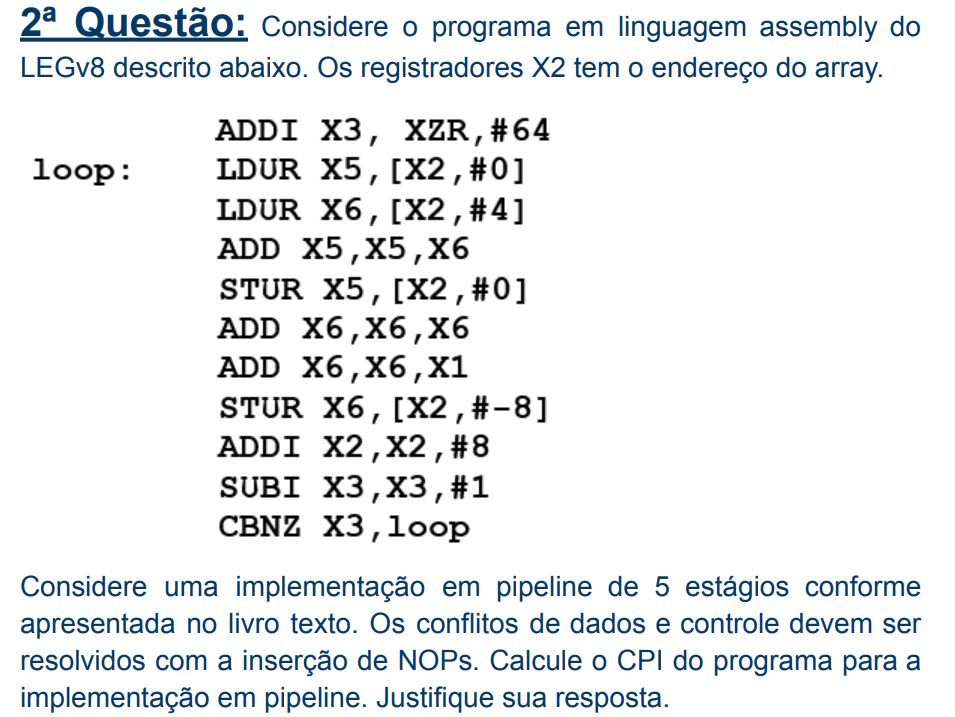 2ª Questão: Considere o programa em linguagem assembly do
LEGv8 descrito abaixo. Os registradores X2 tem o endereço do array.
ADDI X3, XZR,#64
loop: LDUR X5,[X2,#0]
LDUR X6,[X2,#4]
ADD X5,X5,X6
STUR X5,[X2,#0]
ADD X6,X6,X6
ADD X6,X6,X1
STUR X6,[X2,#-8]
ADDI X2,X2,#8
SUBI X3,X3,#1
CBNZ X3,loop
Considere uma implementação em pipeline de 5 estágios conforme
apresentada no livro texto. Os conflitos de dados e controle devem ser
resolvidos com a inserção de NOPs. Calcule o CPI do programa para a
implementação em pipeline. Justifique sua resposta.